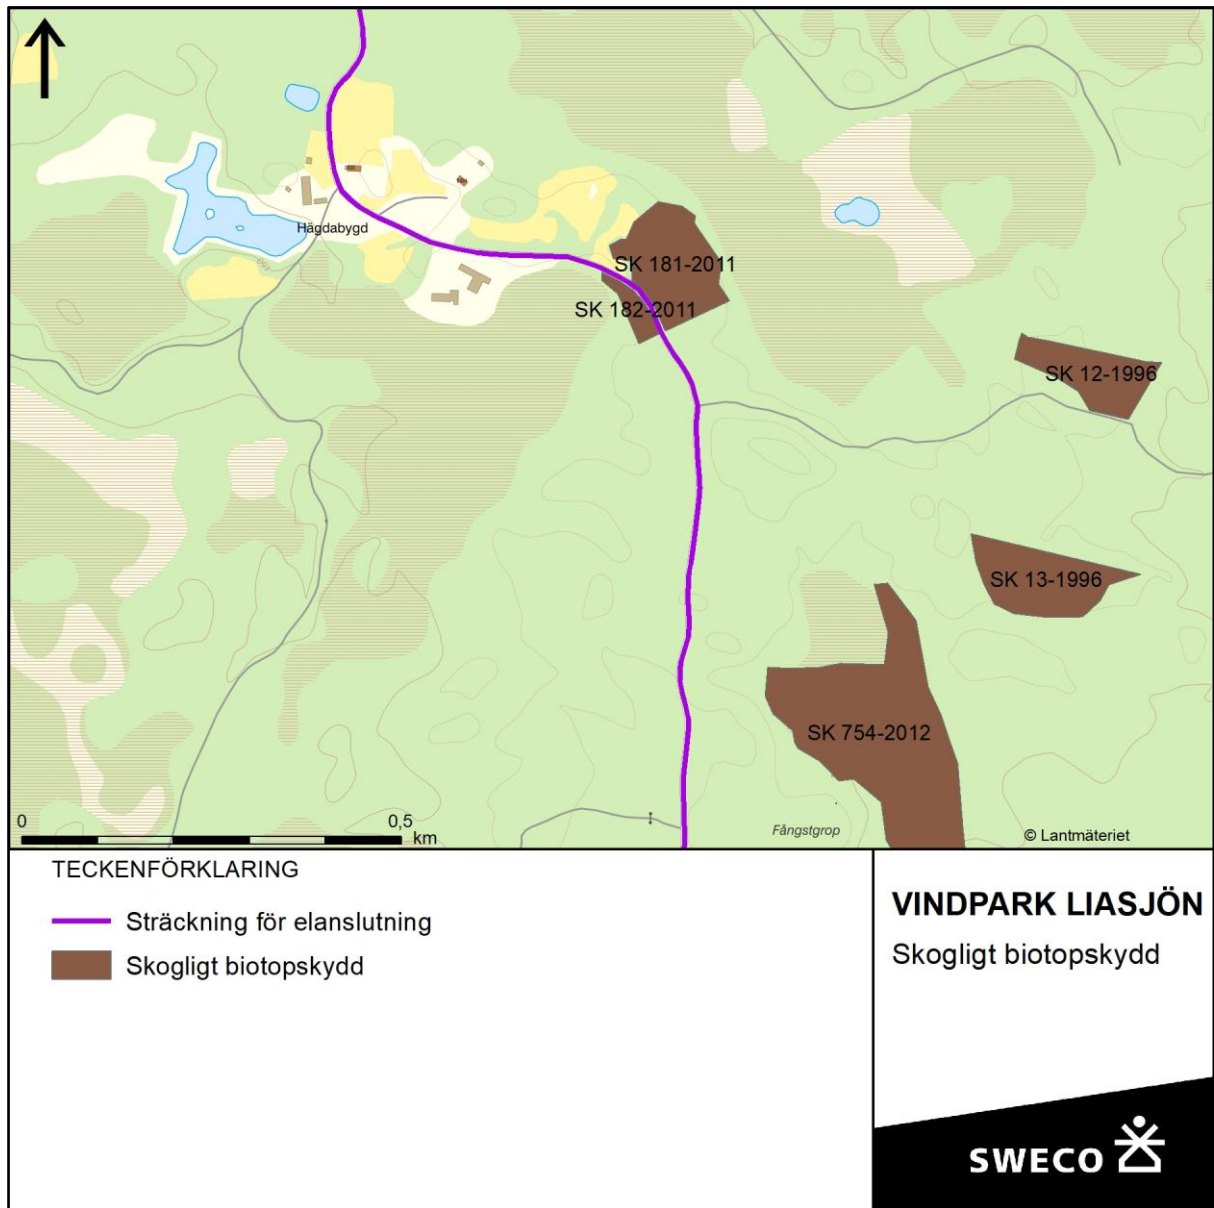 Hägdabygd
SK 181-2011
SK 182-2011
SK 12-1996
SK 13-1996
SK 754-2012
0
0,5
km
Fångstgrop
© Lantmäteriet
TECKENFÖRKLARING
Sträckning för elanslutning
Skogligt biotopskydd
VINDPARK LIASJÖN
Skogligt biotopskydd
SWECO